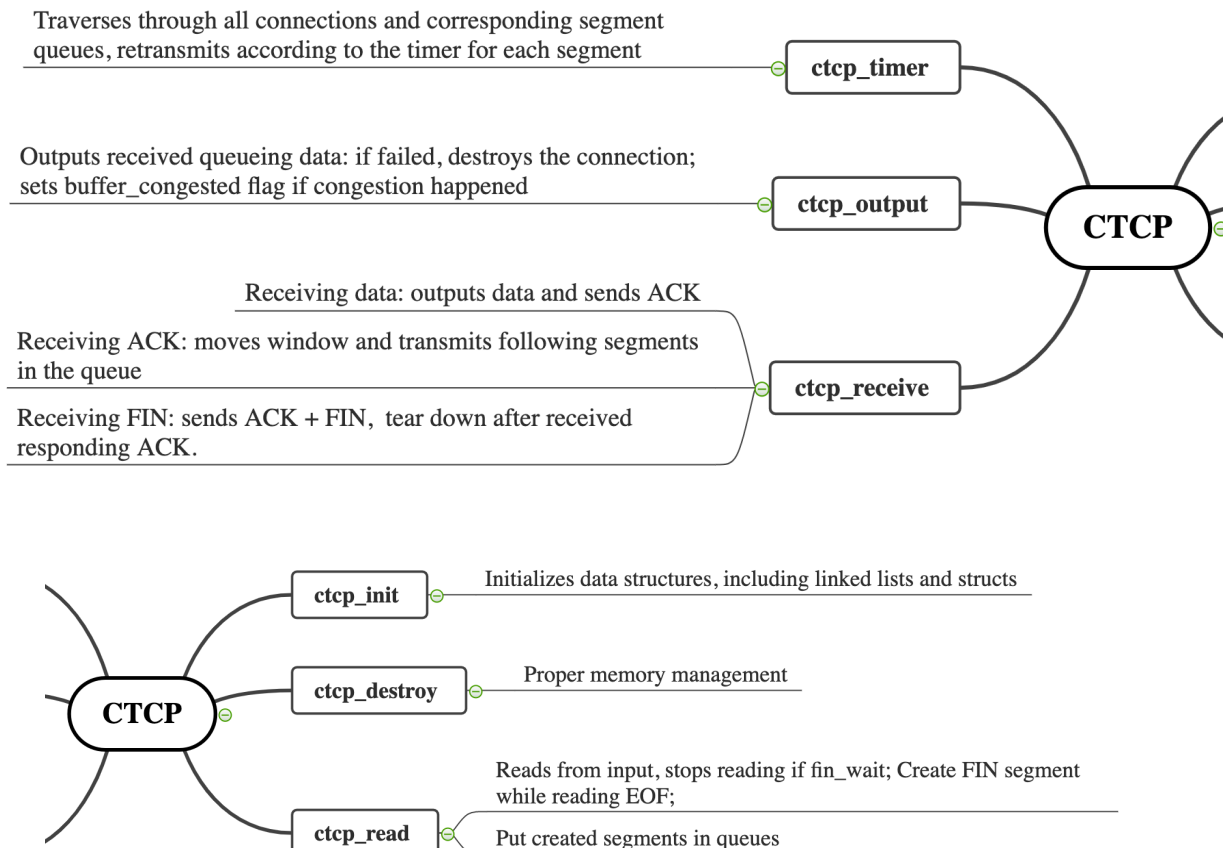 Traverses through all connections and corresponding segment
queues, retransmits according to the timer for each segment
ctcp_timer
Outputs received queueing data: if failed, destroys the connection;
sets buffer_congested flag if congestion happened
ctcp_output
CTCP
Receiving data: outputs data and sends ACK
Receiving ACK: moves window and transmits following segments
in the queue
ctcp_receive
Receiving FIN: sends ACK + FIN, tear down after received
responding ACK.
ctcp_init
Initializes data structures, including linked lists and structs
ctcp_destroy
Proper memory management
CTCP
Reads from input, stops reading if fin_wait; Create FIN segment
while reading EOF;
ctcp_read
Put created segments in queues